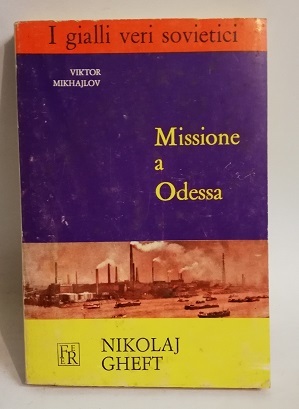 I gialli veri sovietici
VIKTOR
MIKHAJLOV
Missione
a
Odessa
NIKOLAJ
GHEFT